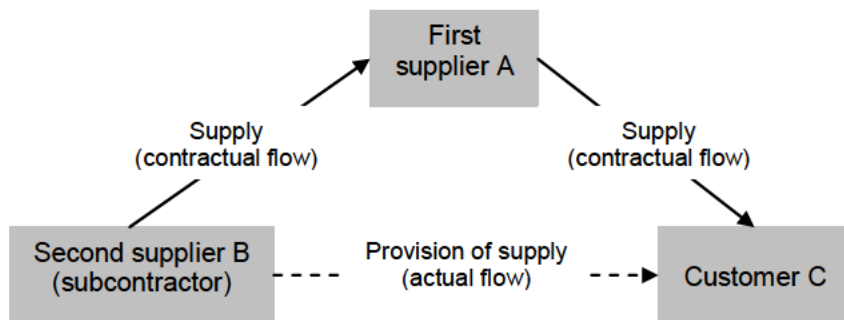 First
supplier A
Supply
(contractual flow)
Supply
(contractual flow)
Second supplier B
(subcontractor)
Provision of supply
(actual flow)
Customer C